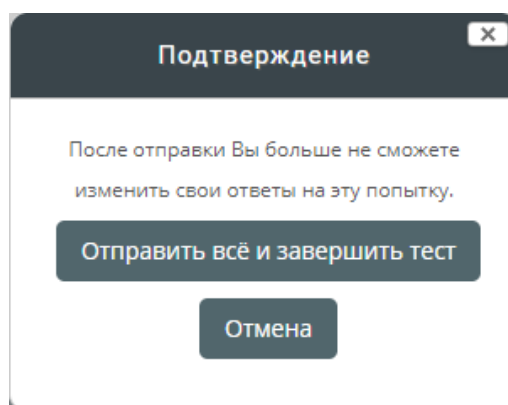 Подтверждение
После отправки Вы больше не сможете
изменить свои ответы на эту попытку.
Отправить всё и завершить тест
Отмена